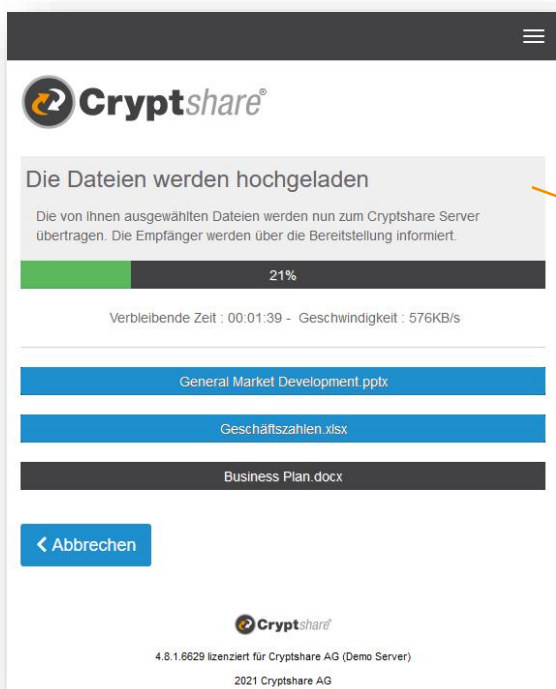 Cryptshare®
Die Dateien werden hochgeladen
Die von Ihnen ausgewählten Dateien werden nun zum Cryptshare Server
übertragen. Die Empfänger werden über die Bereitstellung informiert.
21%
Verbleibende Zeit : 00:01:39 - Geschwindigkeit : 576KB/s
General Market Development.pptx
Geschäftszahlen.xlsx
Business Plan.docx
Abbrechen
Cryptshare®
4.8.1.6629 lizenziert für Cryptshare AG (Demo Server)
2021 Cryptshare AG